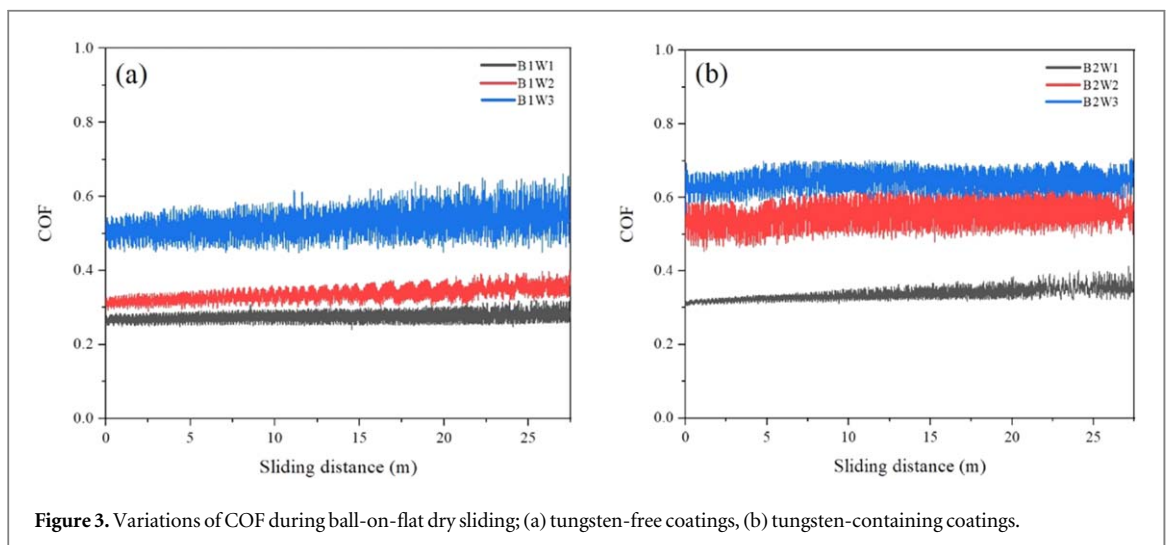 (a)
B1W1
B1W2
B1W3
1.0
0.8
0.6
0.4
0.2
0.0
COF
0 5 10 15 20 25
Sliding distance (m)
(b)
B2W1
B2W2
B2W3
1.0
0.8
0.6
0.4
0.2
0.0
COF
0 5 10 15 20 25
Sliding distance (m)
Figure 3. Variations of COF during ball-on-flat dry sliding; (a) tungsten-free coatings, (b) tungsten-containing coatings.